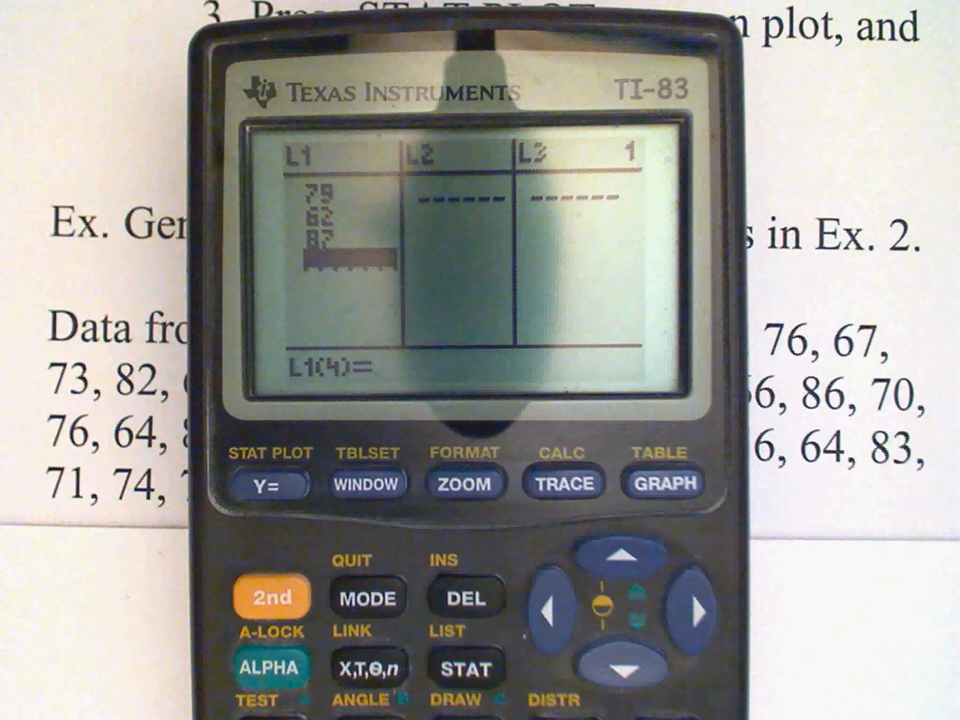 3. Press STAT PLOT n plot, and
TEXAS INSTRUMENTS TI-83
L1 L2 L3 1
79 ------ ------
62
87
L1(4)=
Ex. Ger s in Ex. 2.
Data fro 76, 67,
73, 82, 66, 86, 70,
76, 64, 6, 64, 83,
71, 74,
STAT PLOT TBLSET FORMAT CALC TABLE
Y= WINDOW ZOOM TRACE GRAPH
QUIT INS
2nd MODE DEL
A-LOCK LINK LIST
ALPHA X,T,Θ,n STAT
TEST A ANGLE B DRAW C DISTR